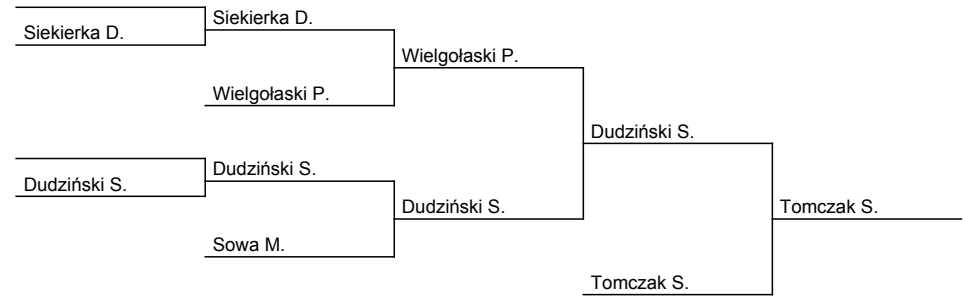 Siekierka D.
Siekierka D.
Wielgołaski P.
Wielgołaski P.
Dudziński S.
Dudziński S.
Dudziński S.
Dudziński S.
Tomczak S.
Sowa M.
Tomczak S.